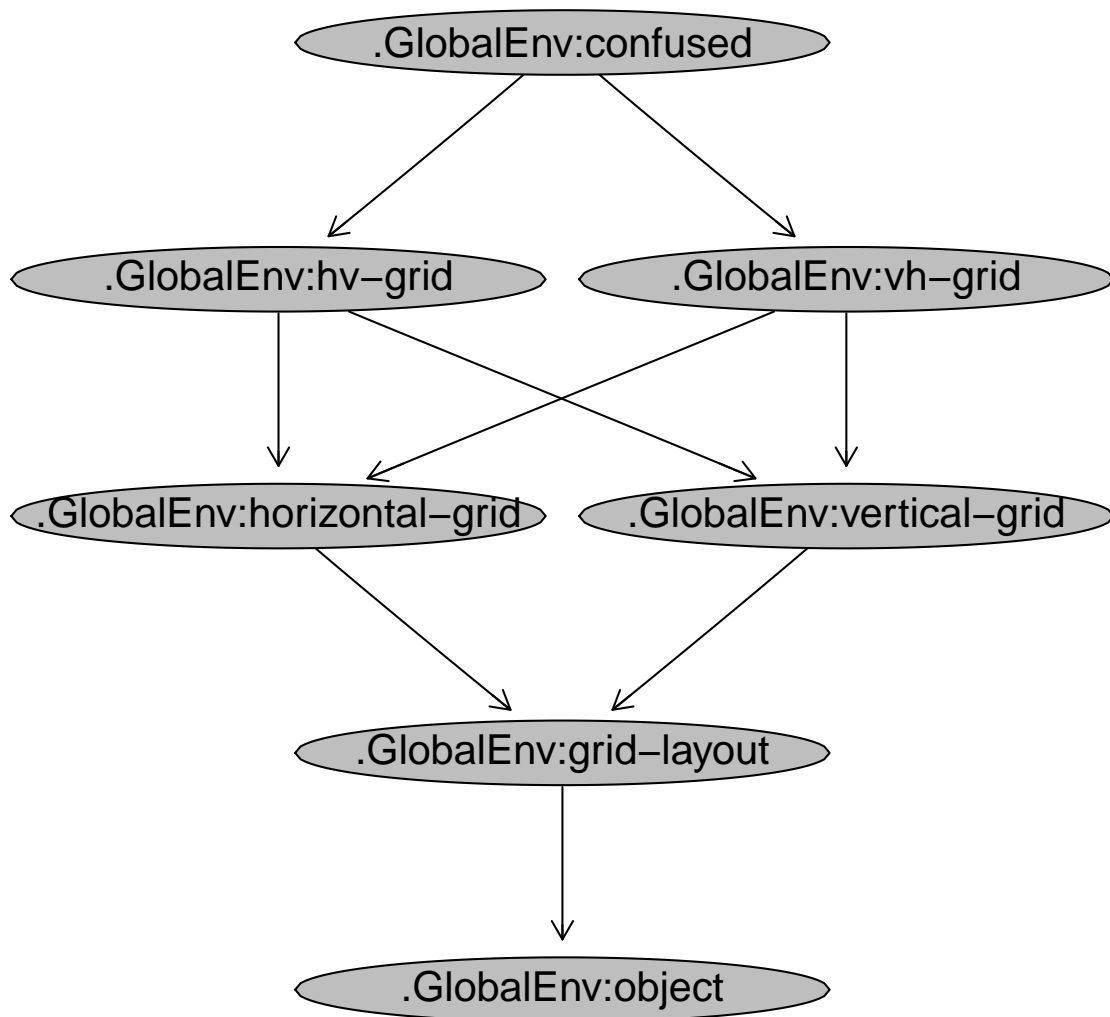 .GlobalEnv:confused
.GlobalEnv:hv−grid
.GlobalEnv:vh−grid
.GlobalEnv:horizontal−grid
.GlobalEnv:vertical−grid
.GlobalEnv:grid−layout
.GlobalEnv:object